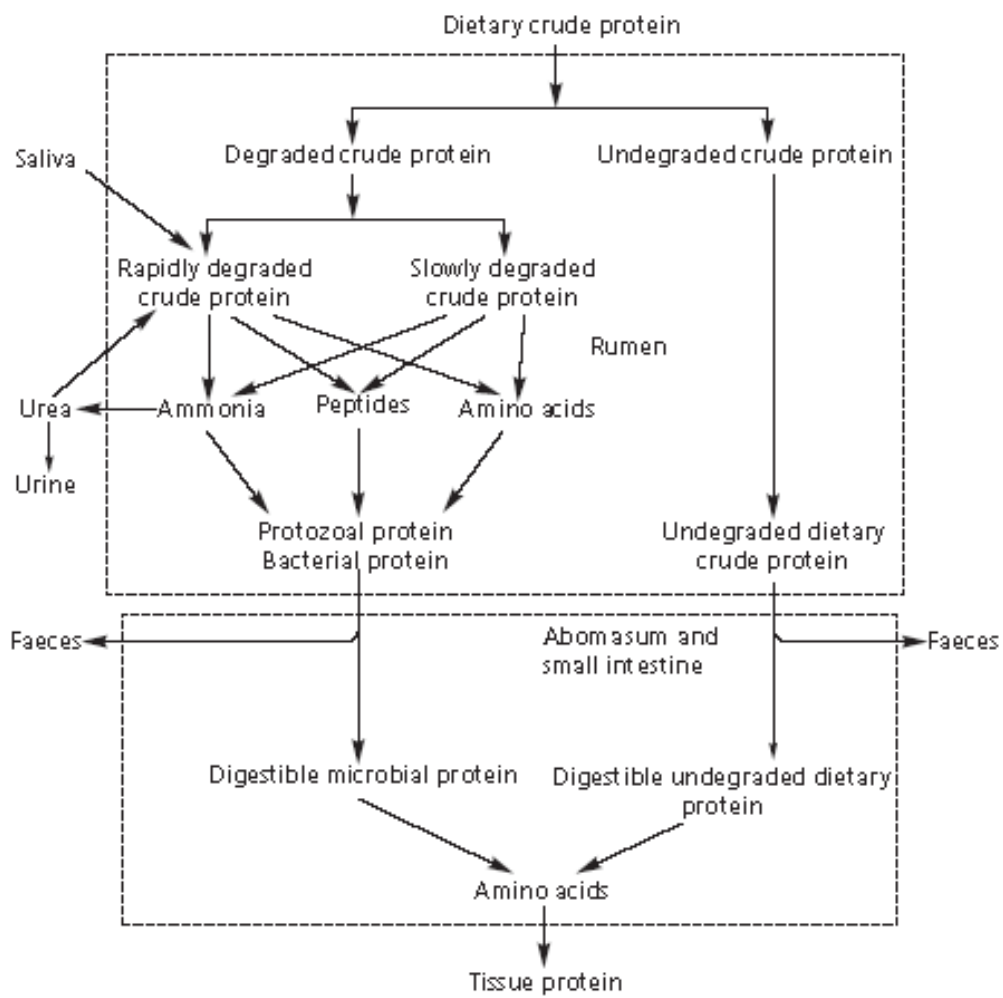 Dietary crude protein
Saliva
Degraded crude protein
Undegraded crude protein
Rapidly degraded
crude protein
Slowly degraded
crude protein
Rumen
Urea
Ammonia
Peptides
Amino acids
Urine
Protozoal protein
Bacterial protein
Undegraded dietary
crude protein
Faeces
Abomasum and
small intestine
Faeces
Digestible microbial protein
Digestible undegraded dietary
protein
Amino acids
Tissue protein